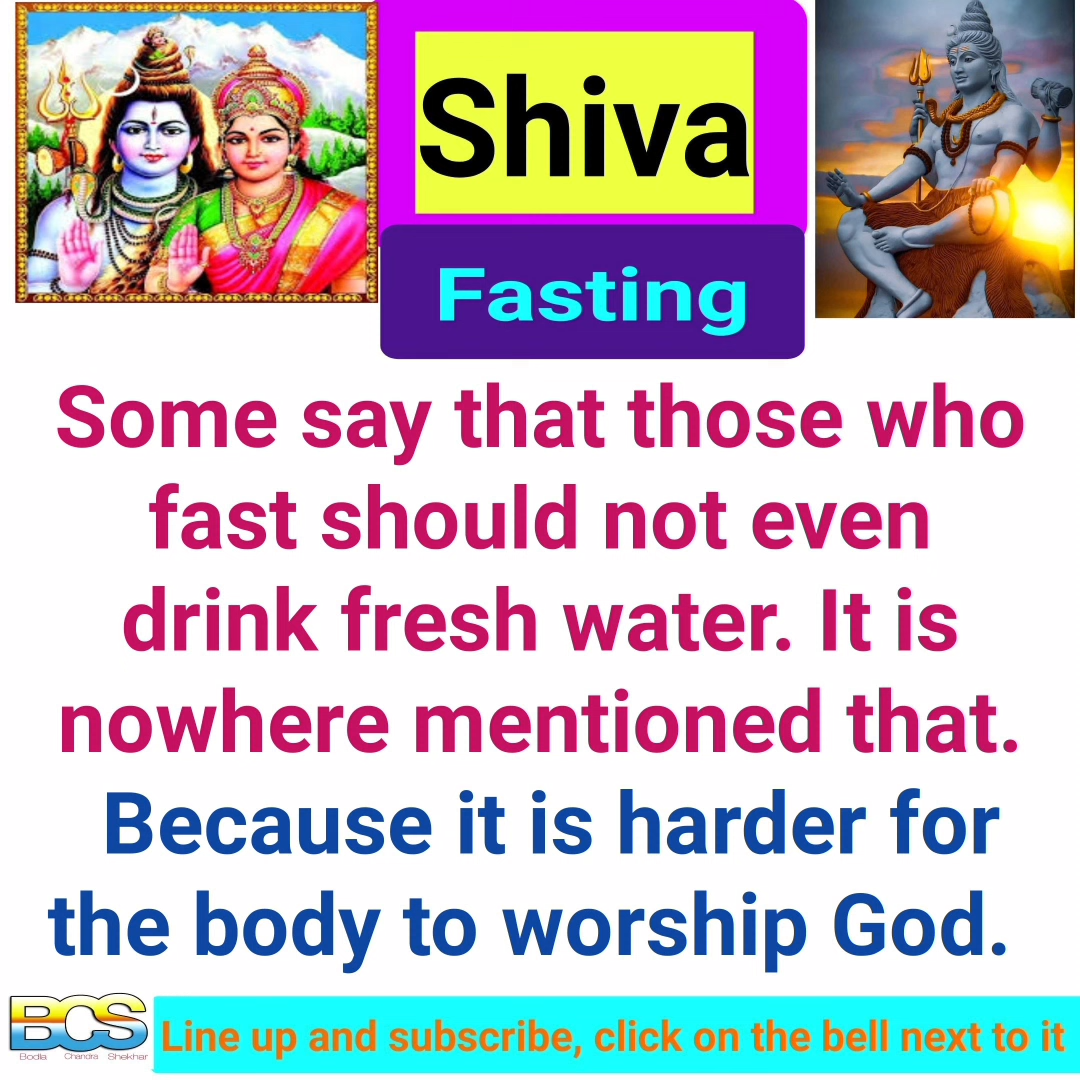 Shiva
Fasting
Some say that those who
fast should not even
drink fresh water. It is
nowhere mentioned that.
Because it is harder for
the body to worship God.
BCS
Bodla Chandra Shekhar
Line up and subscribe, click on the bell next to it